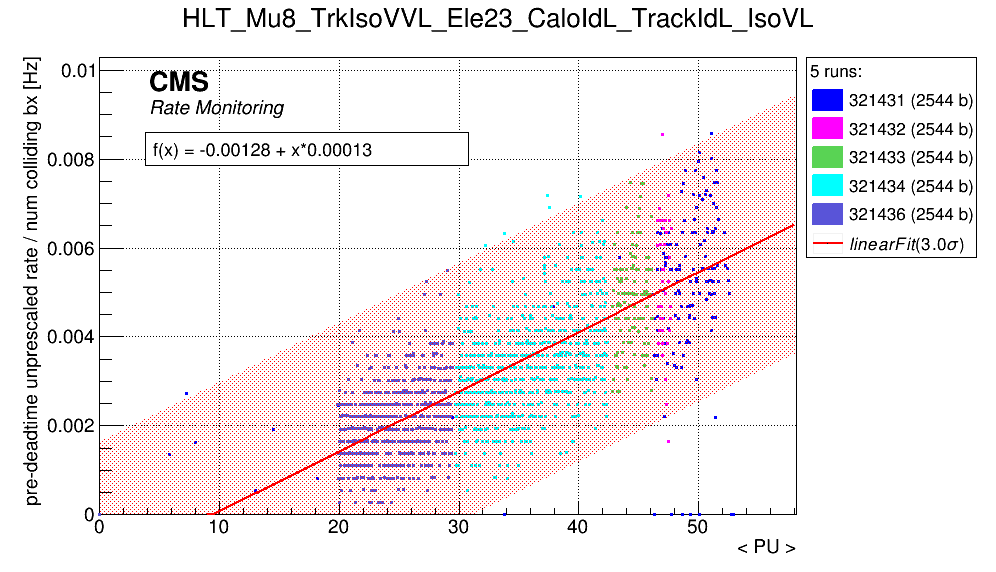 HLT_Mu8_TrkIsoVVL_Ele23_CaloIdL_TrackIdL_IsoVL
pre-deadtime unprescaled rate / num colliding bx [Hz]
0.01
0.008
0.006
0.004
0.002
0
CMS
Rate Monitoring
f(x) = -0.00128 + x*0.00013
0 10 20 30 40 50
< PU >
5 runs:
321431 (2544 b)
321432 (2544 b)
321433 (2544 b)
321434 (2544 b)
321436 (2544 b)
linearFit(3.0σ)